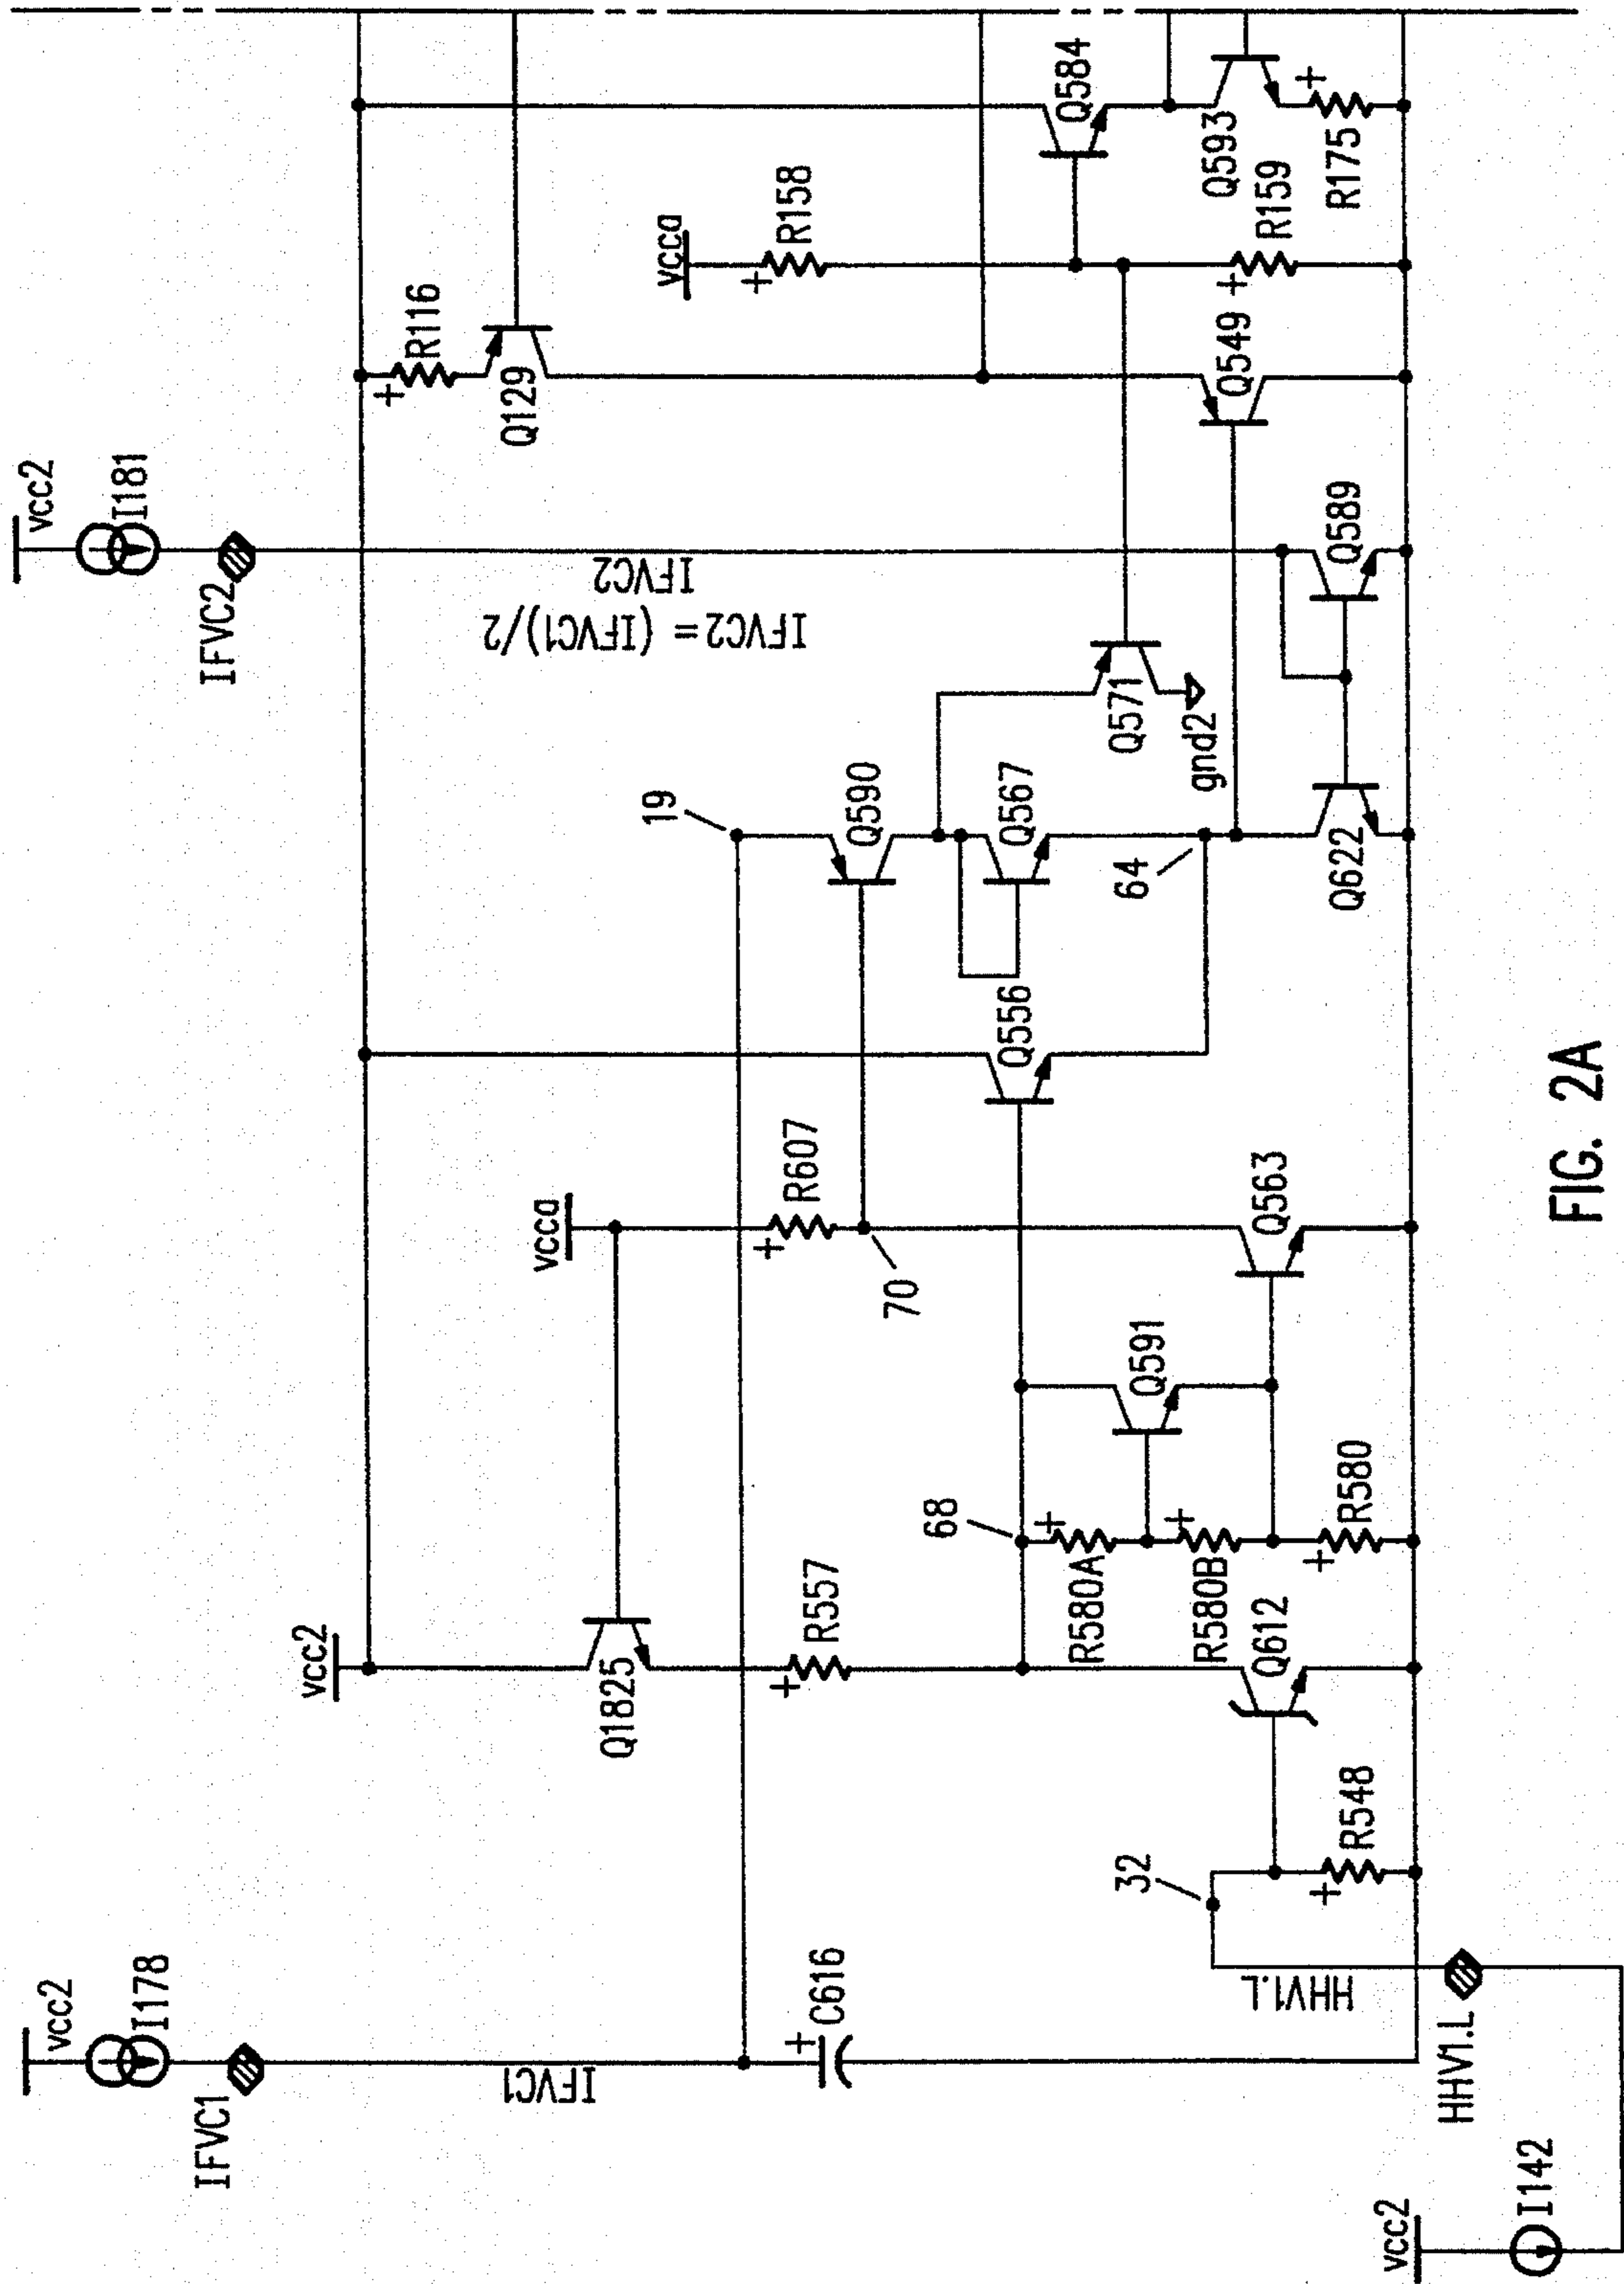 vcc2
I178
IFVC1
IFVC1
C616
vcc2
I142
HHV1.L
HHV1.L
32
R548
vcc2
Q1825
R557
Q612
68
R580A
R580B
R580
Q591
vcca
R607
70
Q563
Q556
19
Q590
Q567
64
Q622
Q571
gnd2
vcc2
I181
IFVC2
IFVC2
IFVC2 = (IFVC1)/2
Q589
R116
Q129
Q549
vcca
R158
R159
Q584
Q593
R175
FIG. 2A